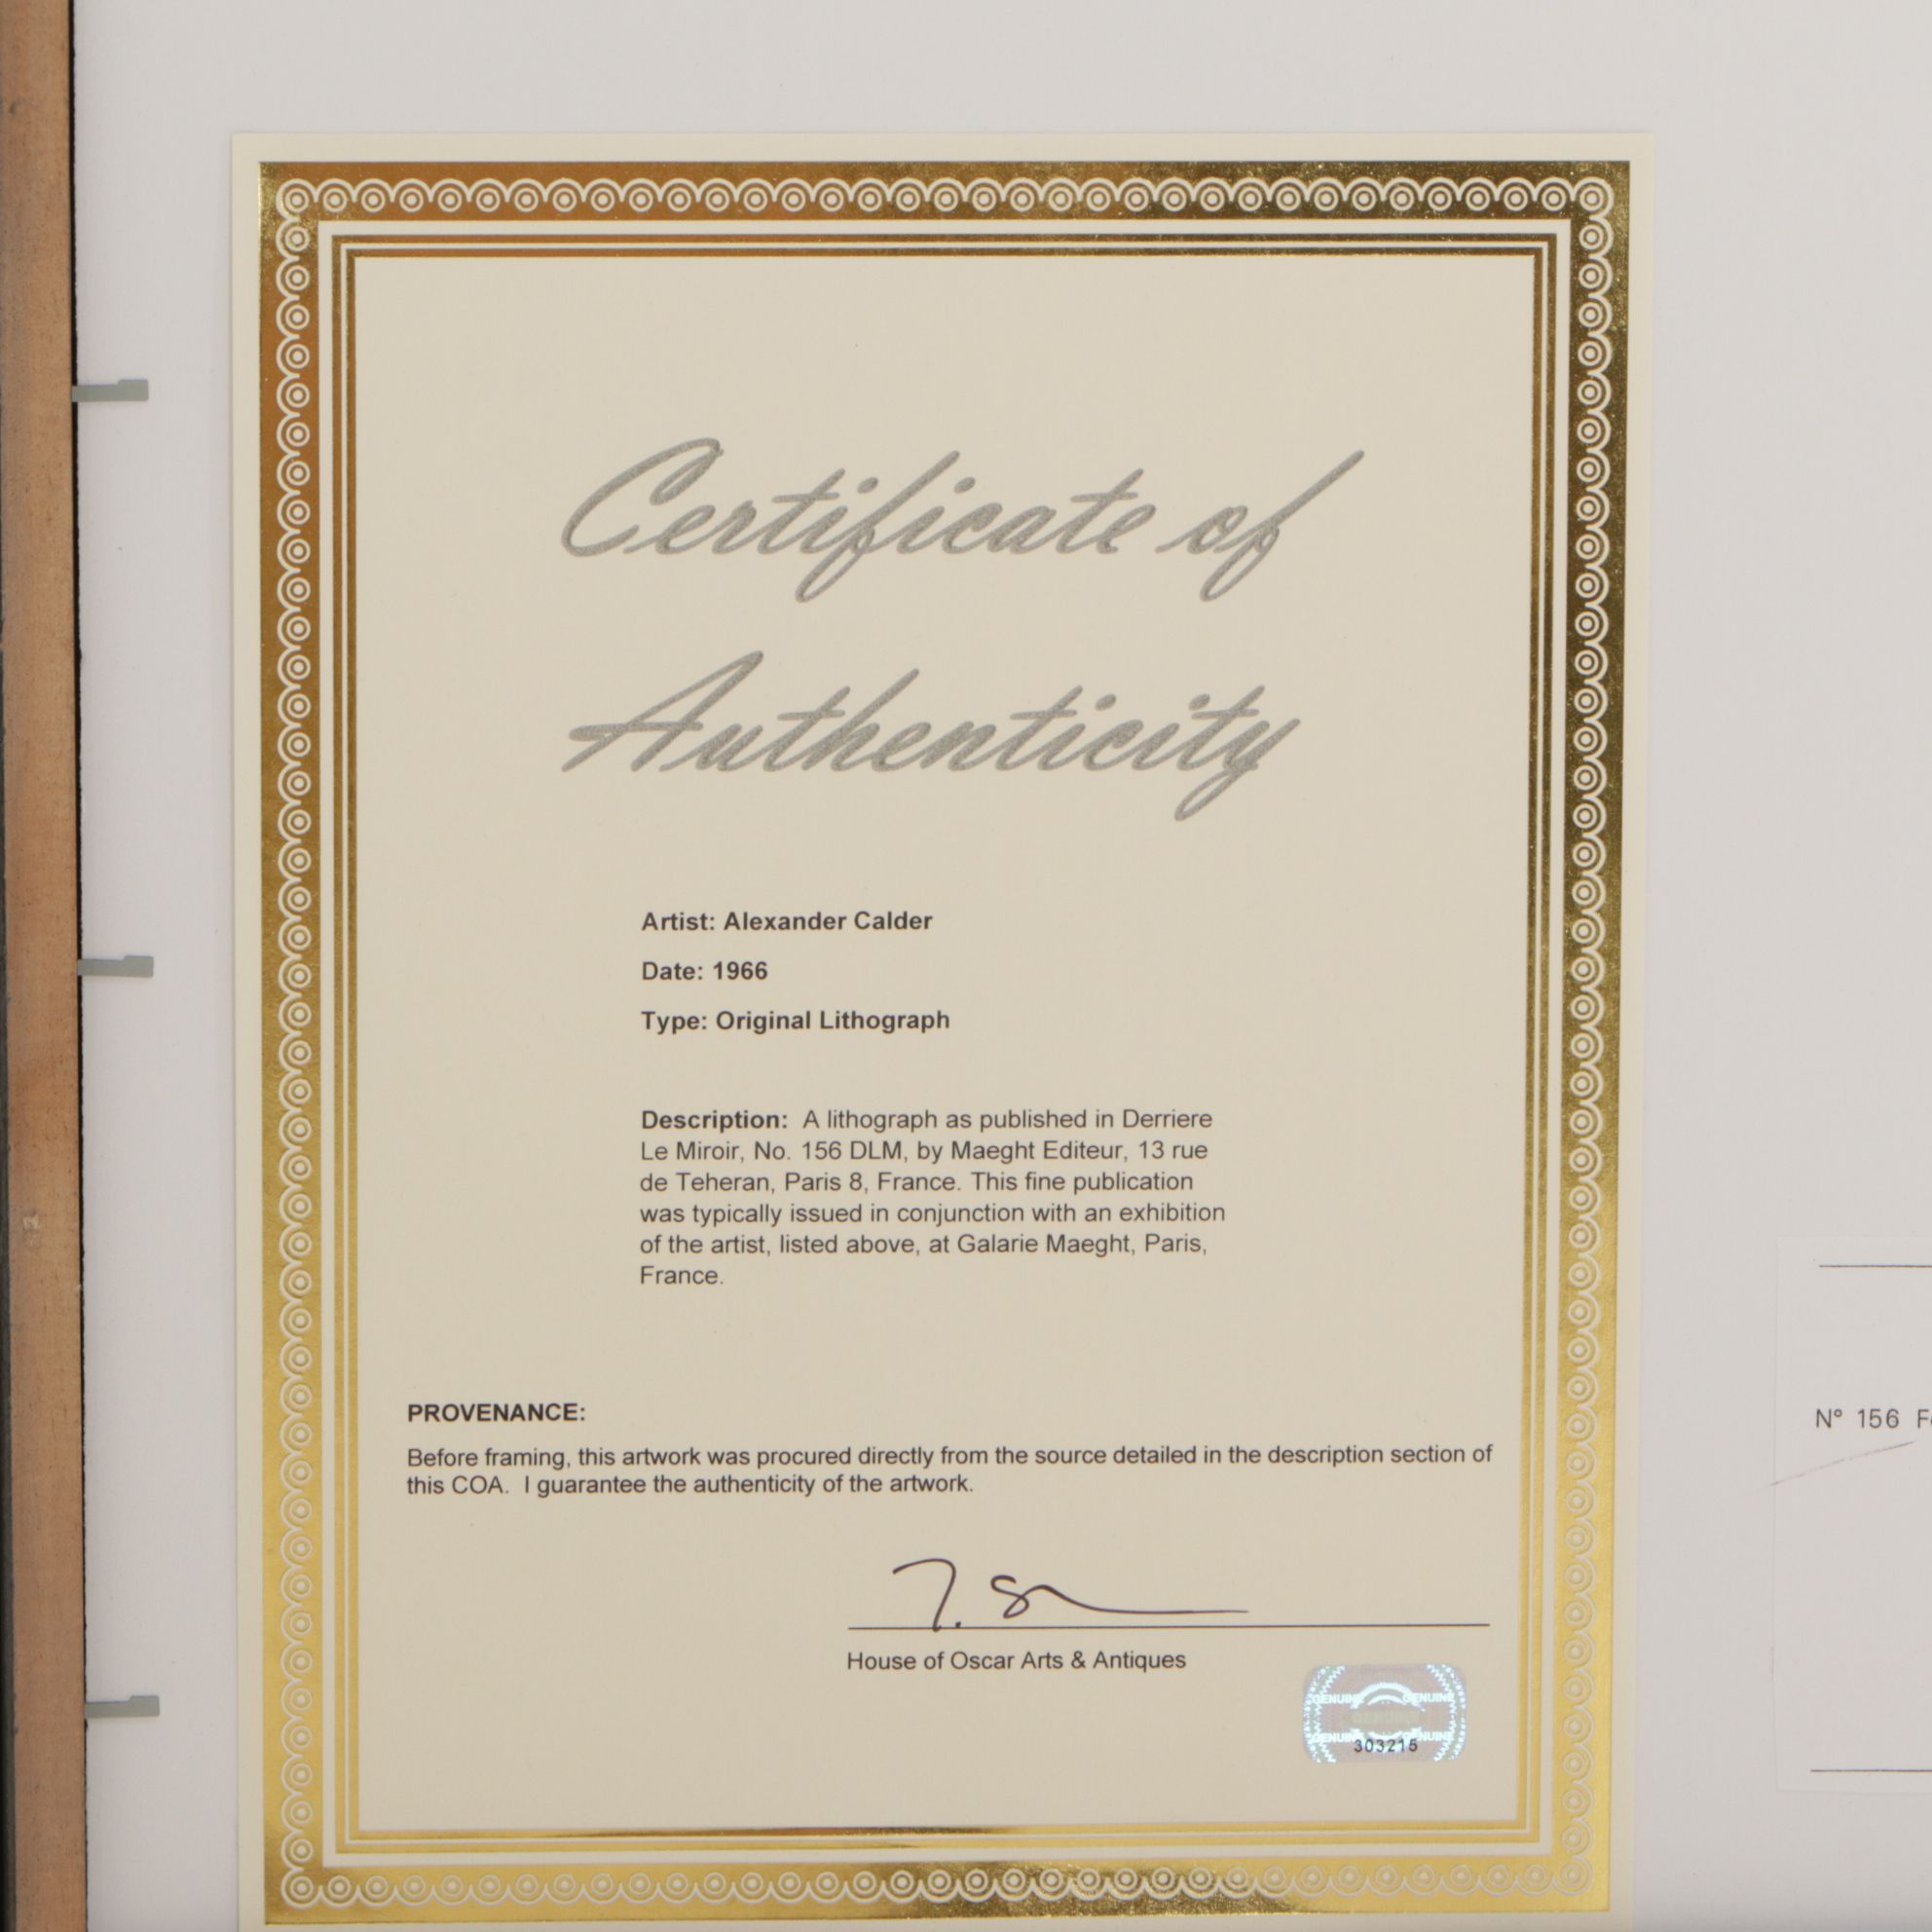 Certificate of
Authenticity
Artist: Alexander Calder
Date: 1966
Type: Original Lithograph
Description: A lithograph as published in Derriere
Le Miroir, No. 156 DLM, by Maeght Editeur, 13 rue
de Teheran, Paris 8, France. This fine publication
was typically issued in conjunction with an exhibition
of the artist, listed above, at Galarie Maeght, Paris,
France.
PROVENANCE:
Before framing, this artwork was procured directly from the source detailed in the description section of
this COA. I guarantee the authenticity of the artwork.
House of Oscar Arts & Antiques
GENUINE GENUINE
GENUINE GENUINE
303215
N° 156